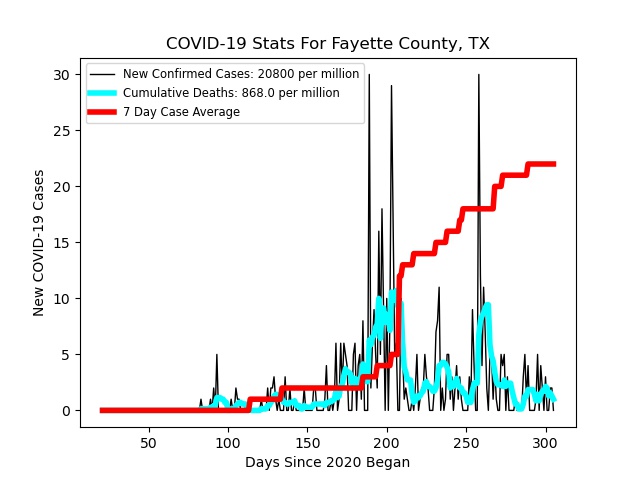 COVID-19 Stats For Fayette County, TX
New Confirmed Cases: 20800 per million
Cumulative Deaths: 868.0 per million
7 Day Case Average
30
25
20
15
10
5
0
New COVID-19 Cases
50 100 150 200 250 300
Days Since 2020 Began